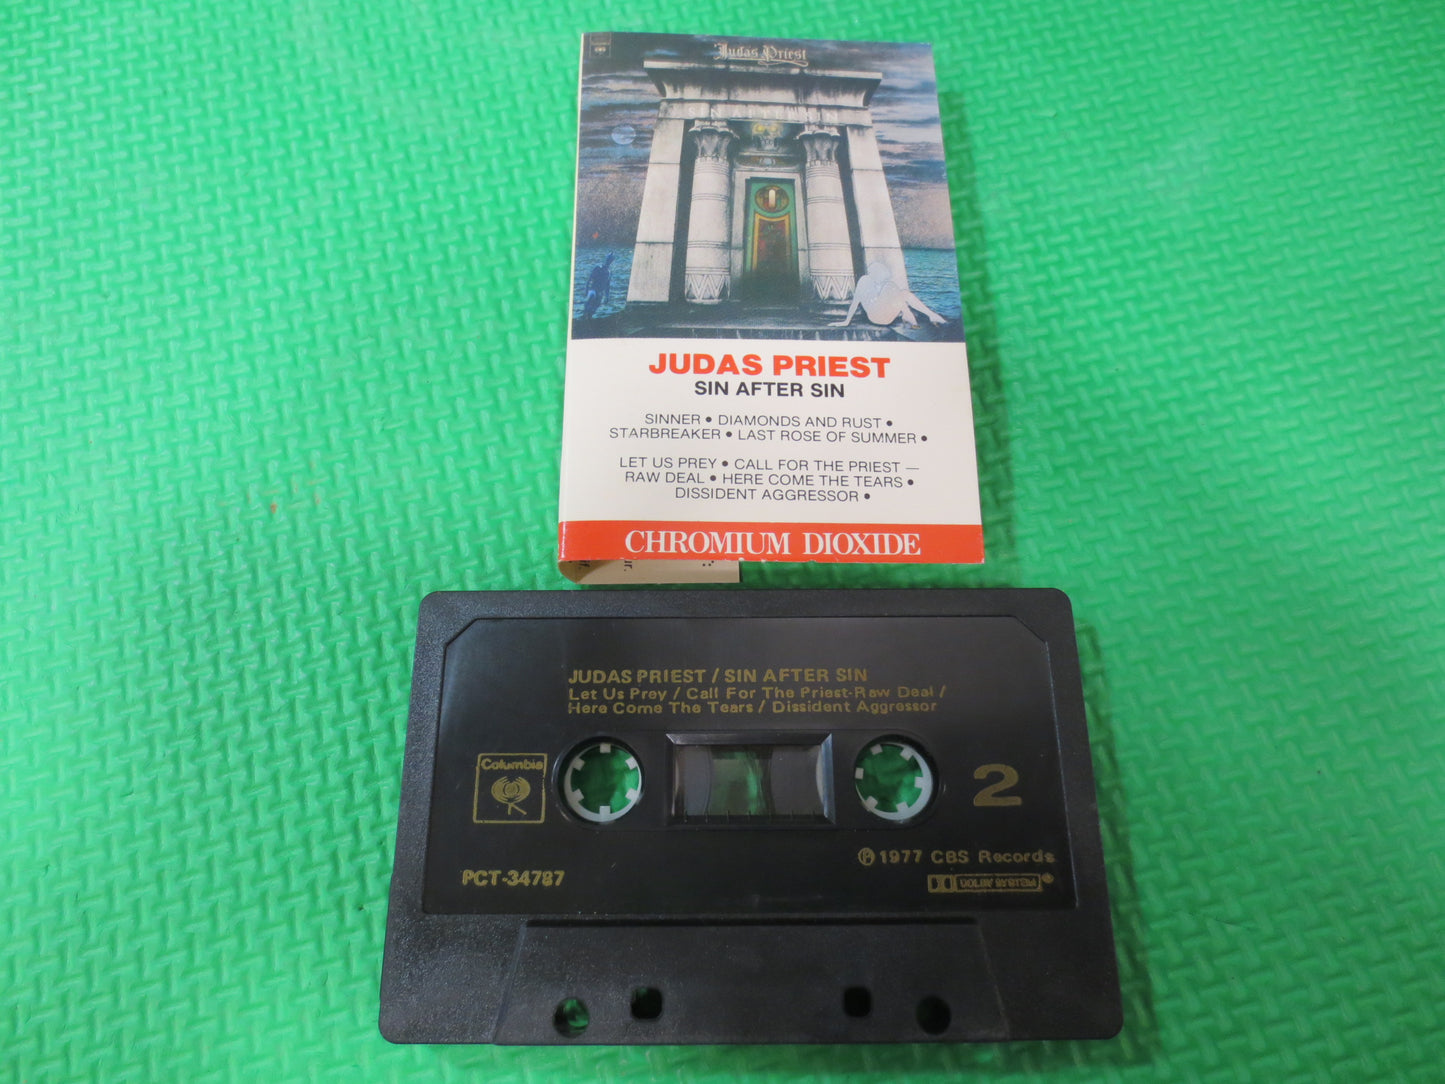 CBS
Judas Priest
SIN AFTER SIN
JUDAS PRIEST
SIN AFTER SIN
SINNER • DIAMONDS AND RUST •
STARBREAKER • LAST ROSE OF SUMMER •
LET US PREY • CALL FOR THE PRIEST —
RAW DEAL • HERE COME THE TEARS •
DISSIDENT AGGRESSOR •
CHROMIUM DIOXIDE
JUDAS PRIEST / SIN AFTER SIN
Let Us Prey / Call For The Priest-Raw Deal /
Here Come The Tears / Dissident Aggressor
Columbia
2
℗ 1977 CBS Records
PCT-34787
DOLBY SYSTEM